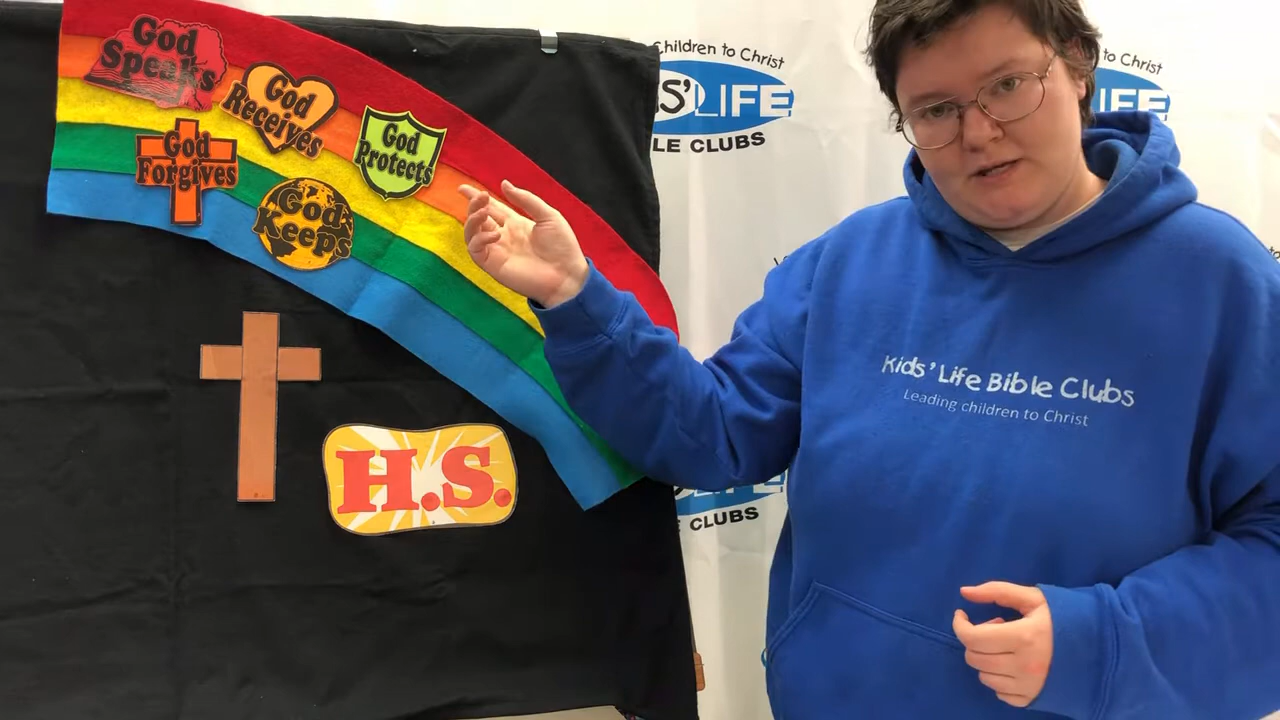 God
Speaks
God
Receives
God
Protects
God
Forgives
God
Keeps
H.S.
Children to Christ
S' LIFE
LE CLUBS
to Christ
IFE
CLUBS
Kids' Life Bible Clubs
Leading children to Christ